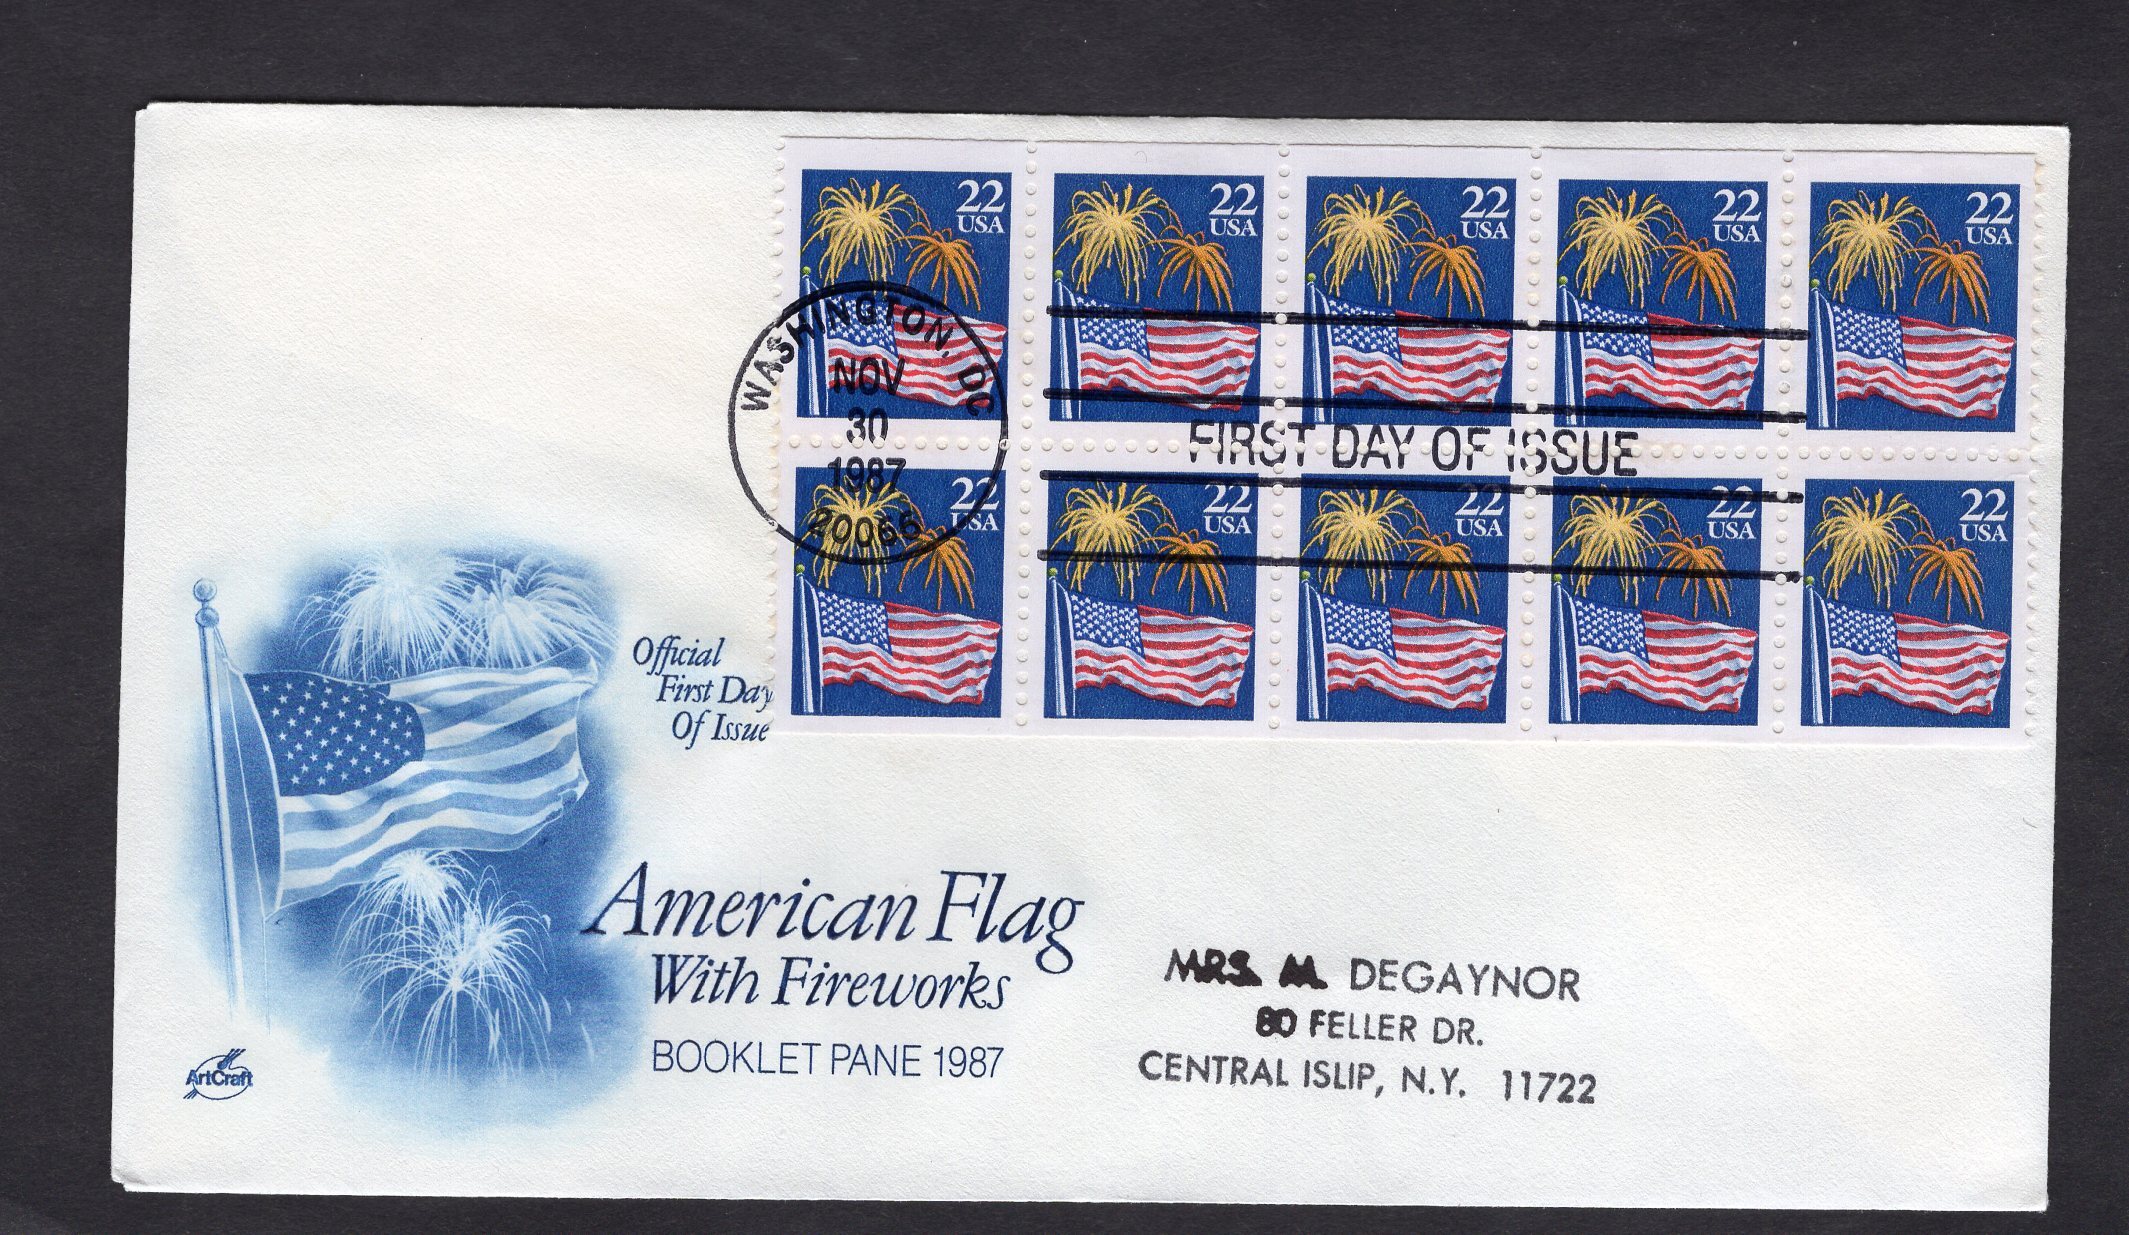 22 22 22 22 22
USA USA USA USA USA
WASHINGTON, DC
NOV
30
1987
20066
FIRST DAY OF ISSUE
22 22 22 22 22
USA USA USA USA USA
Official
First Day
Of Issue
American Flag
With Fireworks
BOOKLET PANE 1987
ArtCraft
MRS. M. DEGAYNOR
80 FELLER DR.
CENTRAL ISLIP, N.Y. 11722